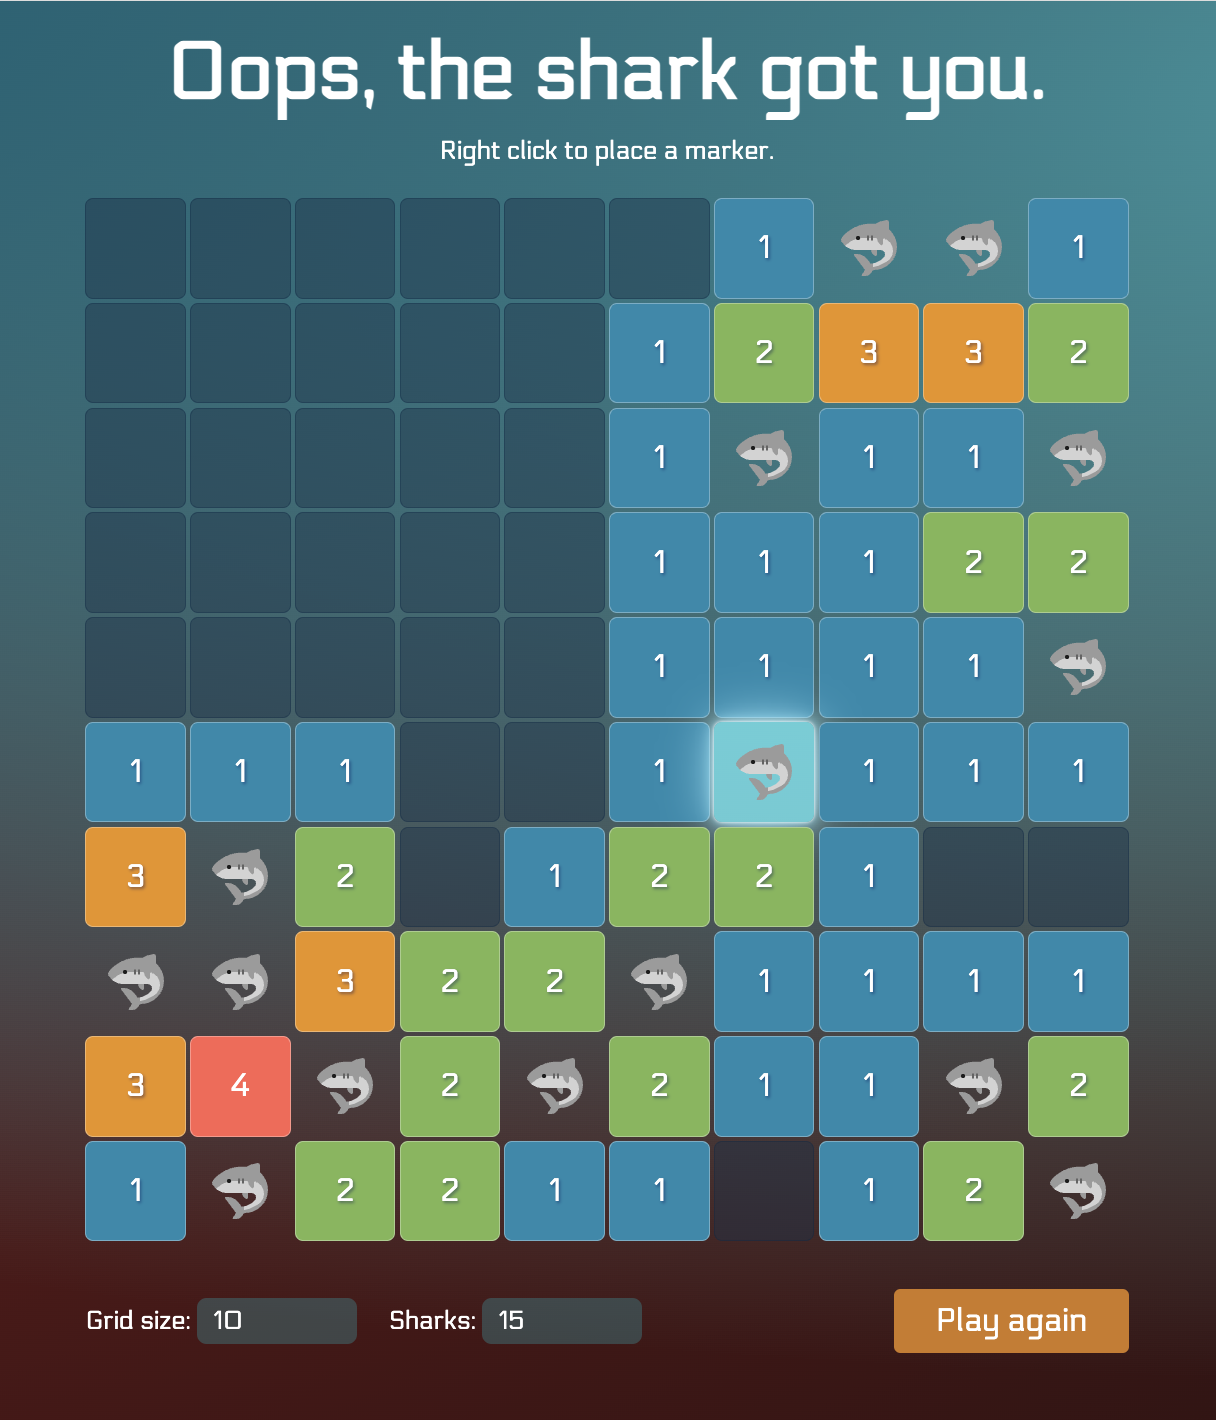 Oops, the shark got you.
Right click to place a marker.
1 1
1 2 3 3 2
1 1 1
1 1 1 2 2
1 1 1 1
1 1 1 1 1 1 1
3 2 1 2 2 1
3 2 2 1 1 1 1
3 4 2 2 1 1 2
1 2 2 1 1 1 2
Grid size: 10 Sharks: 15 Play again